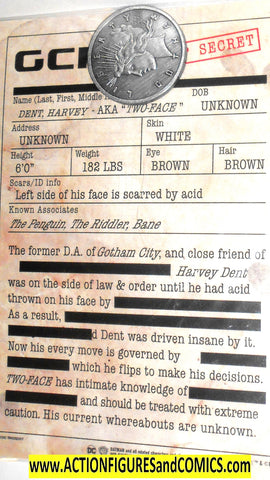 GCP
SECRET
Name (Last, First, Middle
DENT, HARVEY - AKA "TWO-FACE"
DOB
UNKNOWN
Address
UNKNOWN
Skin
WHITE
Height
6'0"
Weight
182 LBS
Eye
BROWN
Hair
BROWN
Scars/ID info
Left side of his face is scarred by acid
Known Associates
The Penguin, The Riddler, Bane
The former D.A. of Gotham City, and close friend of
Harvey Dent
was on the side of law & order until he had acid
thrown on his face by
As a result,
d Dent was driven insane by it.
Now his every move is governed by
which he flips to make his decisions.
TWO-FACE has intimate knowledge of
and should be treated with extreme
caution. His current whereabouts are unknown.
www.ACTIONFIGURESandCOMICS.com